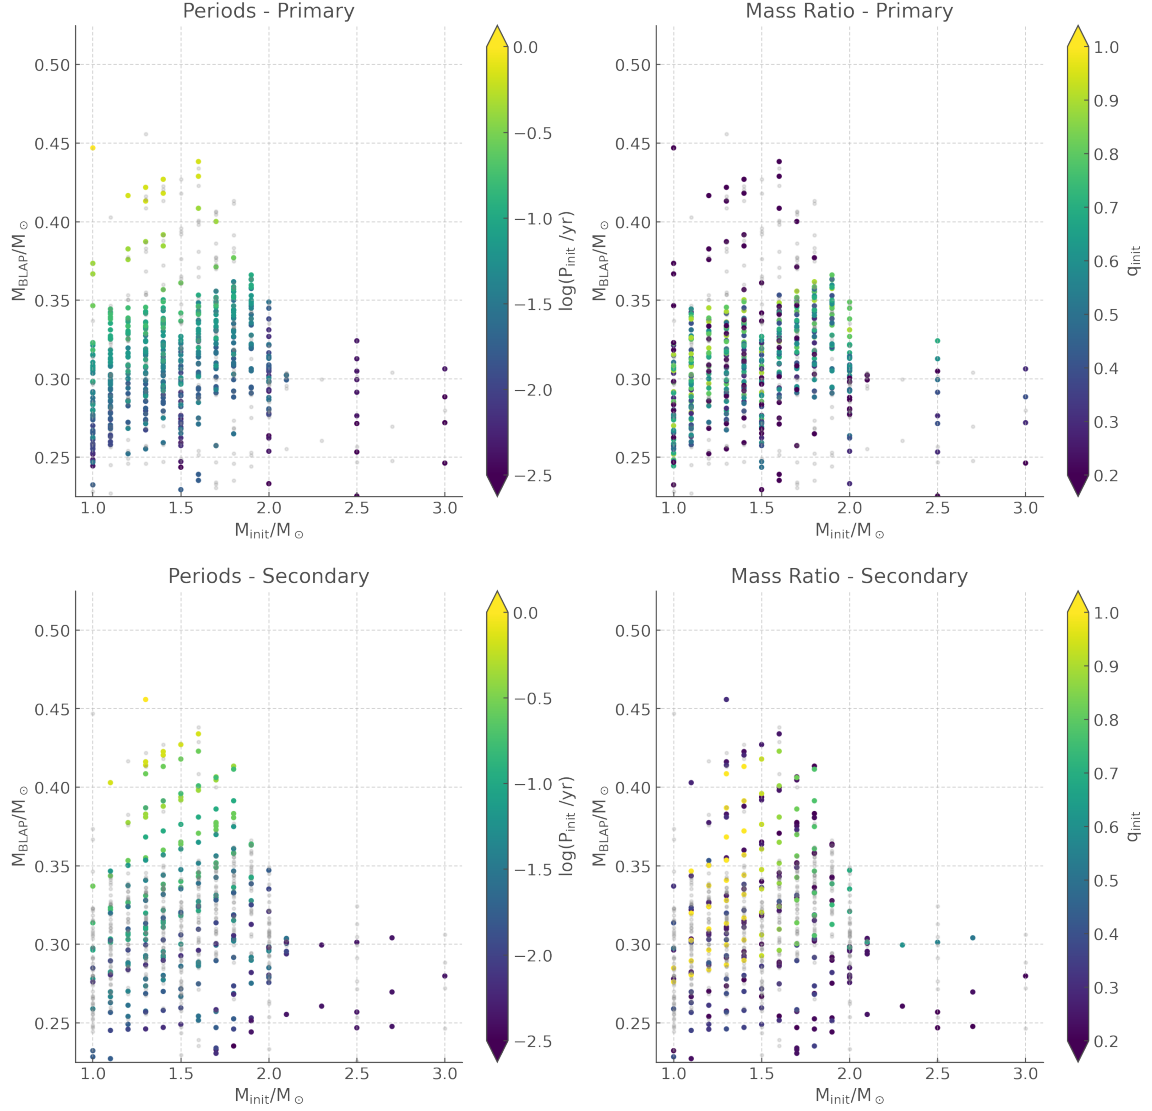 Periods - Primary
0.50
0.45
0.40
0.35
0.30
0.25
M_BLAP/M_⊙
1.0 1.5 2.0 2.5 3.0
M_init/M_⊙
0.0
−0.5
−1.0
−1.5
−2.0
−2.5
log(P_init /yr)
Mass Ratio - Primary
0.50
0.45
0.40
0.35
0.30
0.25
M_BLAP/M_⊙
1.0 1.5 2.0 2.5 3.0
M_init/M_⊙
1.0
0.9
0.8
0.7
0.6
0.5
0.4
0.3
0.2
q_init
Periods - Secondary
0.50
0.45
0.40
0.35
0.30
0.25
M_BLAP/M_⊙
1.0 1.5 2.0 2.5 3.0
M_init/M_⊙
0.0
−0.5
−1.0
−1.5
−2.0
−2.5
log(P_init /yr)
Mass Ratio - Secondary
0.50
0.45
0.40
0.35
0.30
0.25
M_BLAP/M_⊙
1.0 1.5 2.0 2.5 3.0
M_init/M_⊙
1.0
0.9
0.8
0.7
0.6
0.5
0.4
0.3
0.2
q_init